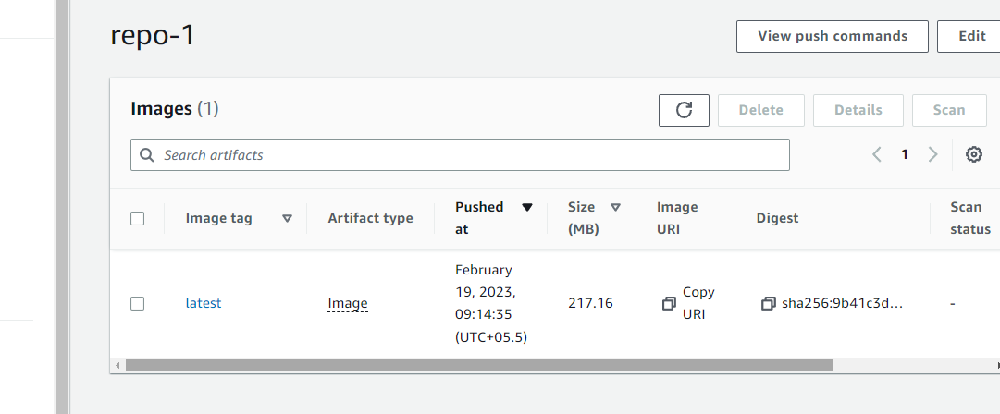 repo-1
View push commands
Edit
Images (1)
Delete
Details
Scan
Search artifacts
1
Image tag
Artifact type
Pushed
at
Size
(MB)
Image
URI
Digest
Scan
status
latest
Image
February
19, 2023,
09:14:35
(UTC+05.5)
217.16
Copy
URI
sha256:9b41c3d...
-